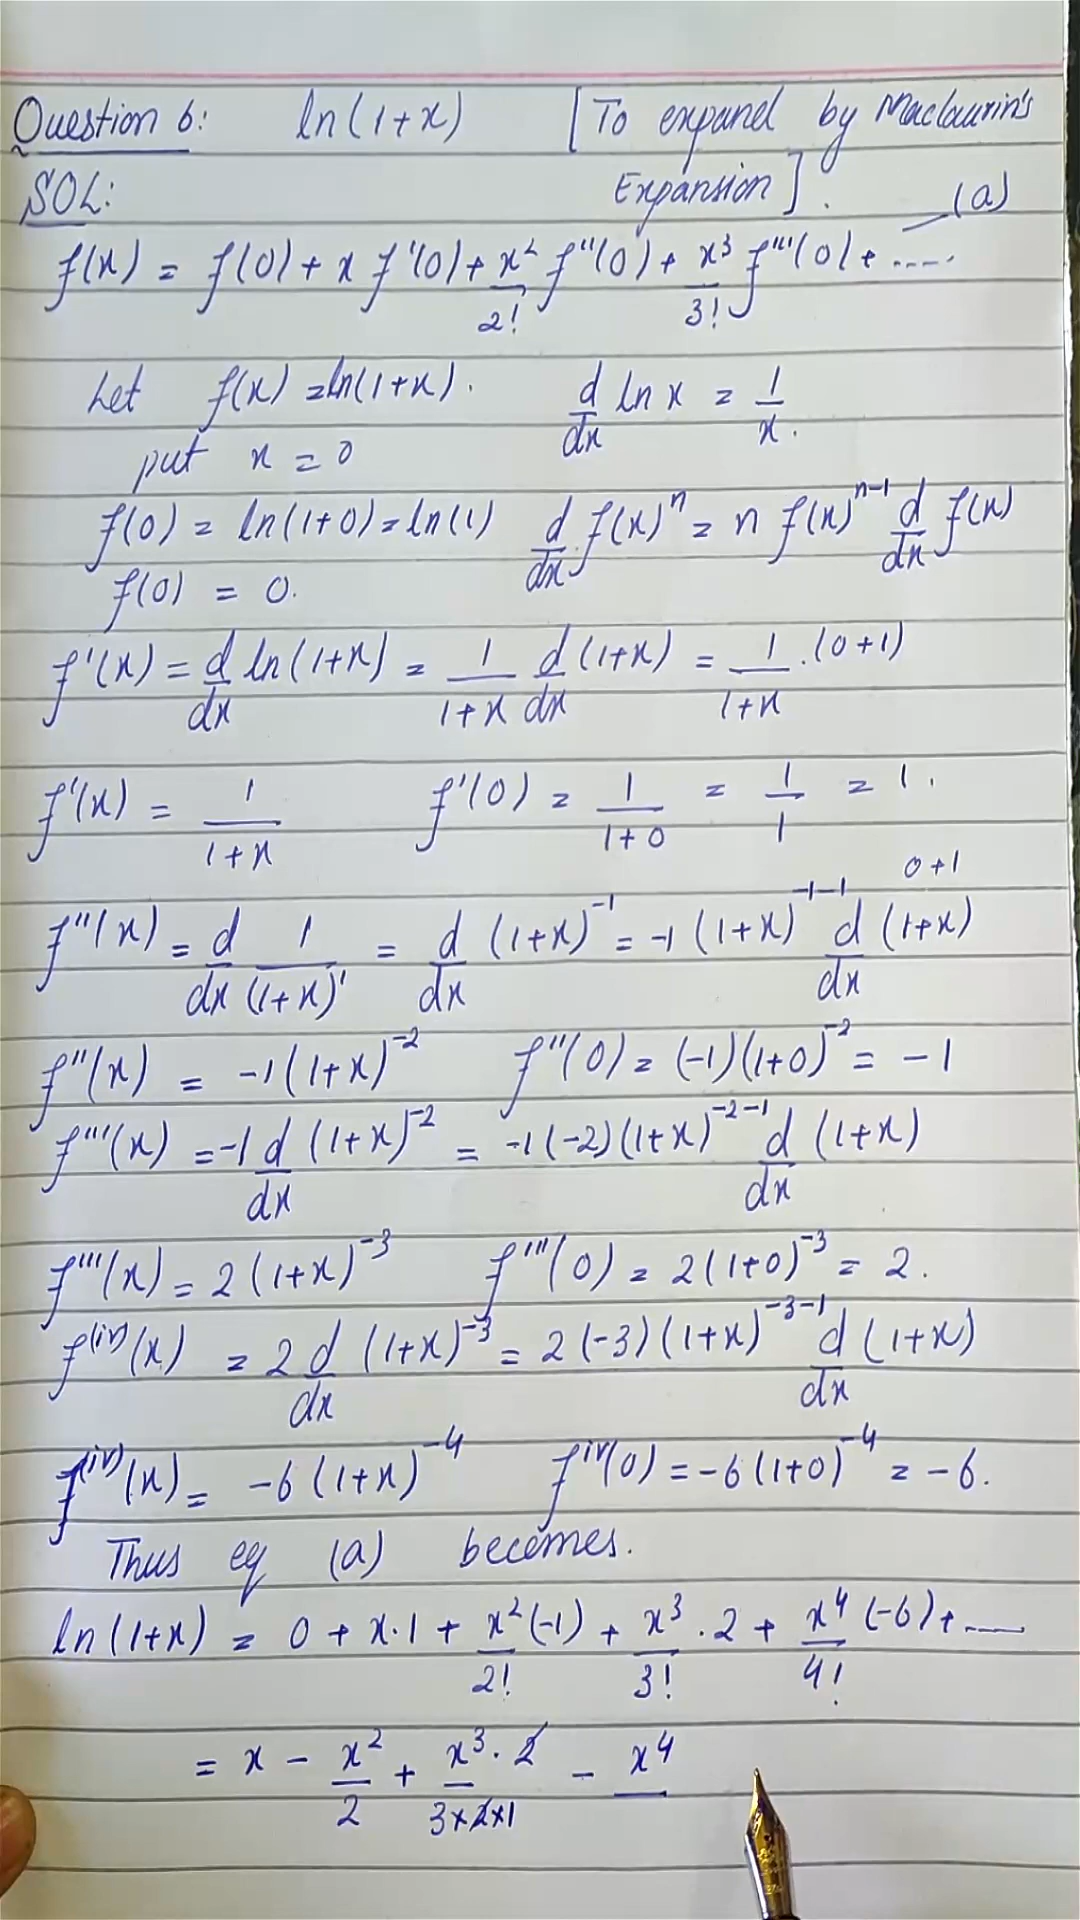 Question 6: ln(1+x) [To expand by Maclaurin's
SOL: Expansion]. (a)
f(x) = f(0) + x f'(0) + x²/2! f''(0) + x³/3! f'''(0) + .....
Let f(x) = ln(1+x). d/dx ln x = 1/x.
put x = 0
f(0) = ln(1+0) = ln(1) d/dx f(x)^n = n f(x)^(n-1) d/dx f(x)
f(0) = 0.
f'(x) = d/dx ln(1+x) = 1/(1+x) d/dx (1+x) = 1/(1+x) . (0+1)
f'(x) = 1/(1+x) f'(0) = 1/(1+0) = 1/1 = 1.
0+1
f''(x) = d/dx 1/(1+x)^1 = d/dx (1+x)^-1 = -1 (1+x)^(-1-1) d/dx (1+x)
f''(x) = -1(1+x)^-2 f''(0) = (-1)(1+0)^-2 = -1
f'''(x) = -1 d/dx (1+x)^-2 = -1(-2)(1+x)^(-2-1) d/dx (1+x)
f'''(x) = 2(1+x)^-3 f'''(0) = 2(1+0)^-3 = 2.
f^(iv)(x) = 2 d/dx (1+x)^-3 = 2(-3)(1+x)^(-3-1) d/dx (1+x)
f^(iv)(x) = -6(1+x)^-4 f^iv(0) = -6(1+0)^-4 = -6.
Thus eq (a) becomes.
ln(1+x) = 0 + x·1 + x²/2! (-1) + x³/3! . 2 + x⁴/4! (-6) + ....
= x - x²/2 + x³·2/3×2×1 - x⁴